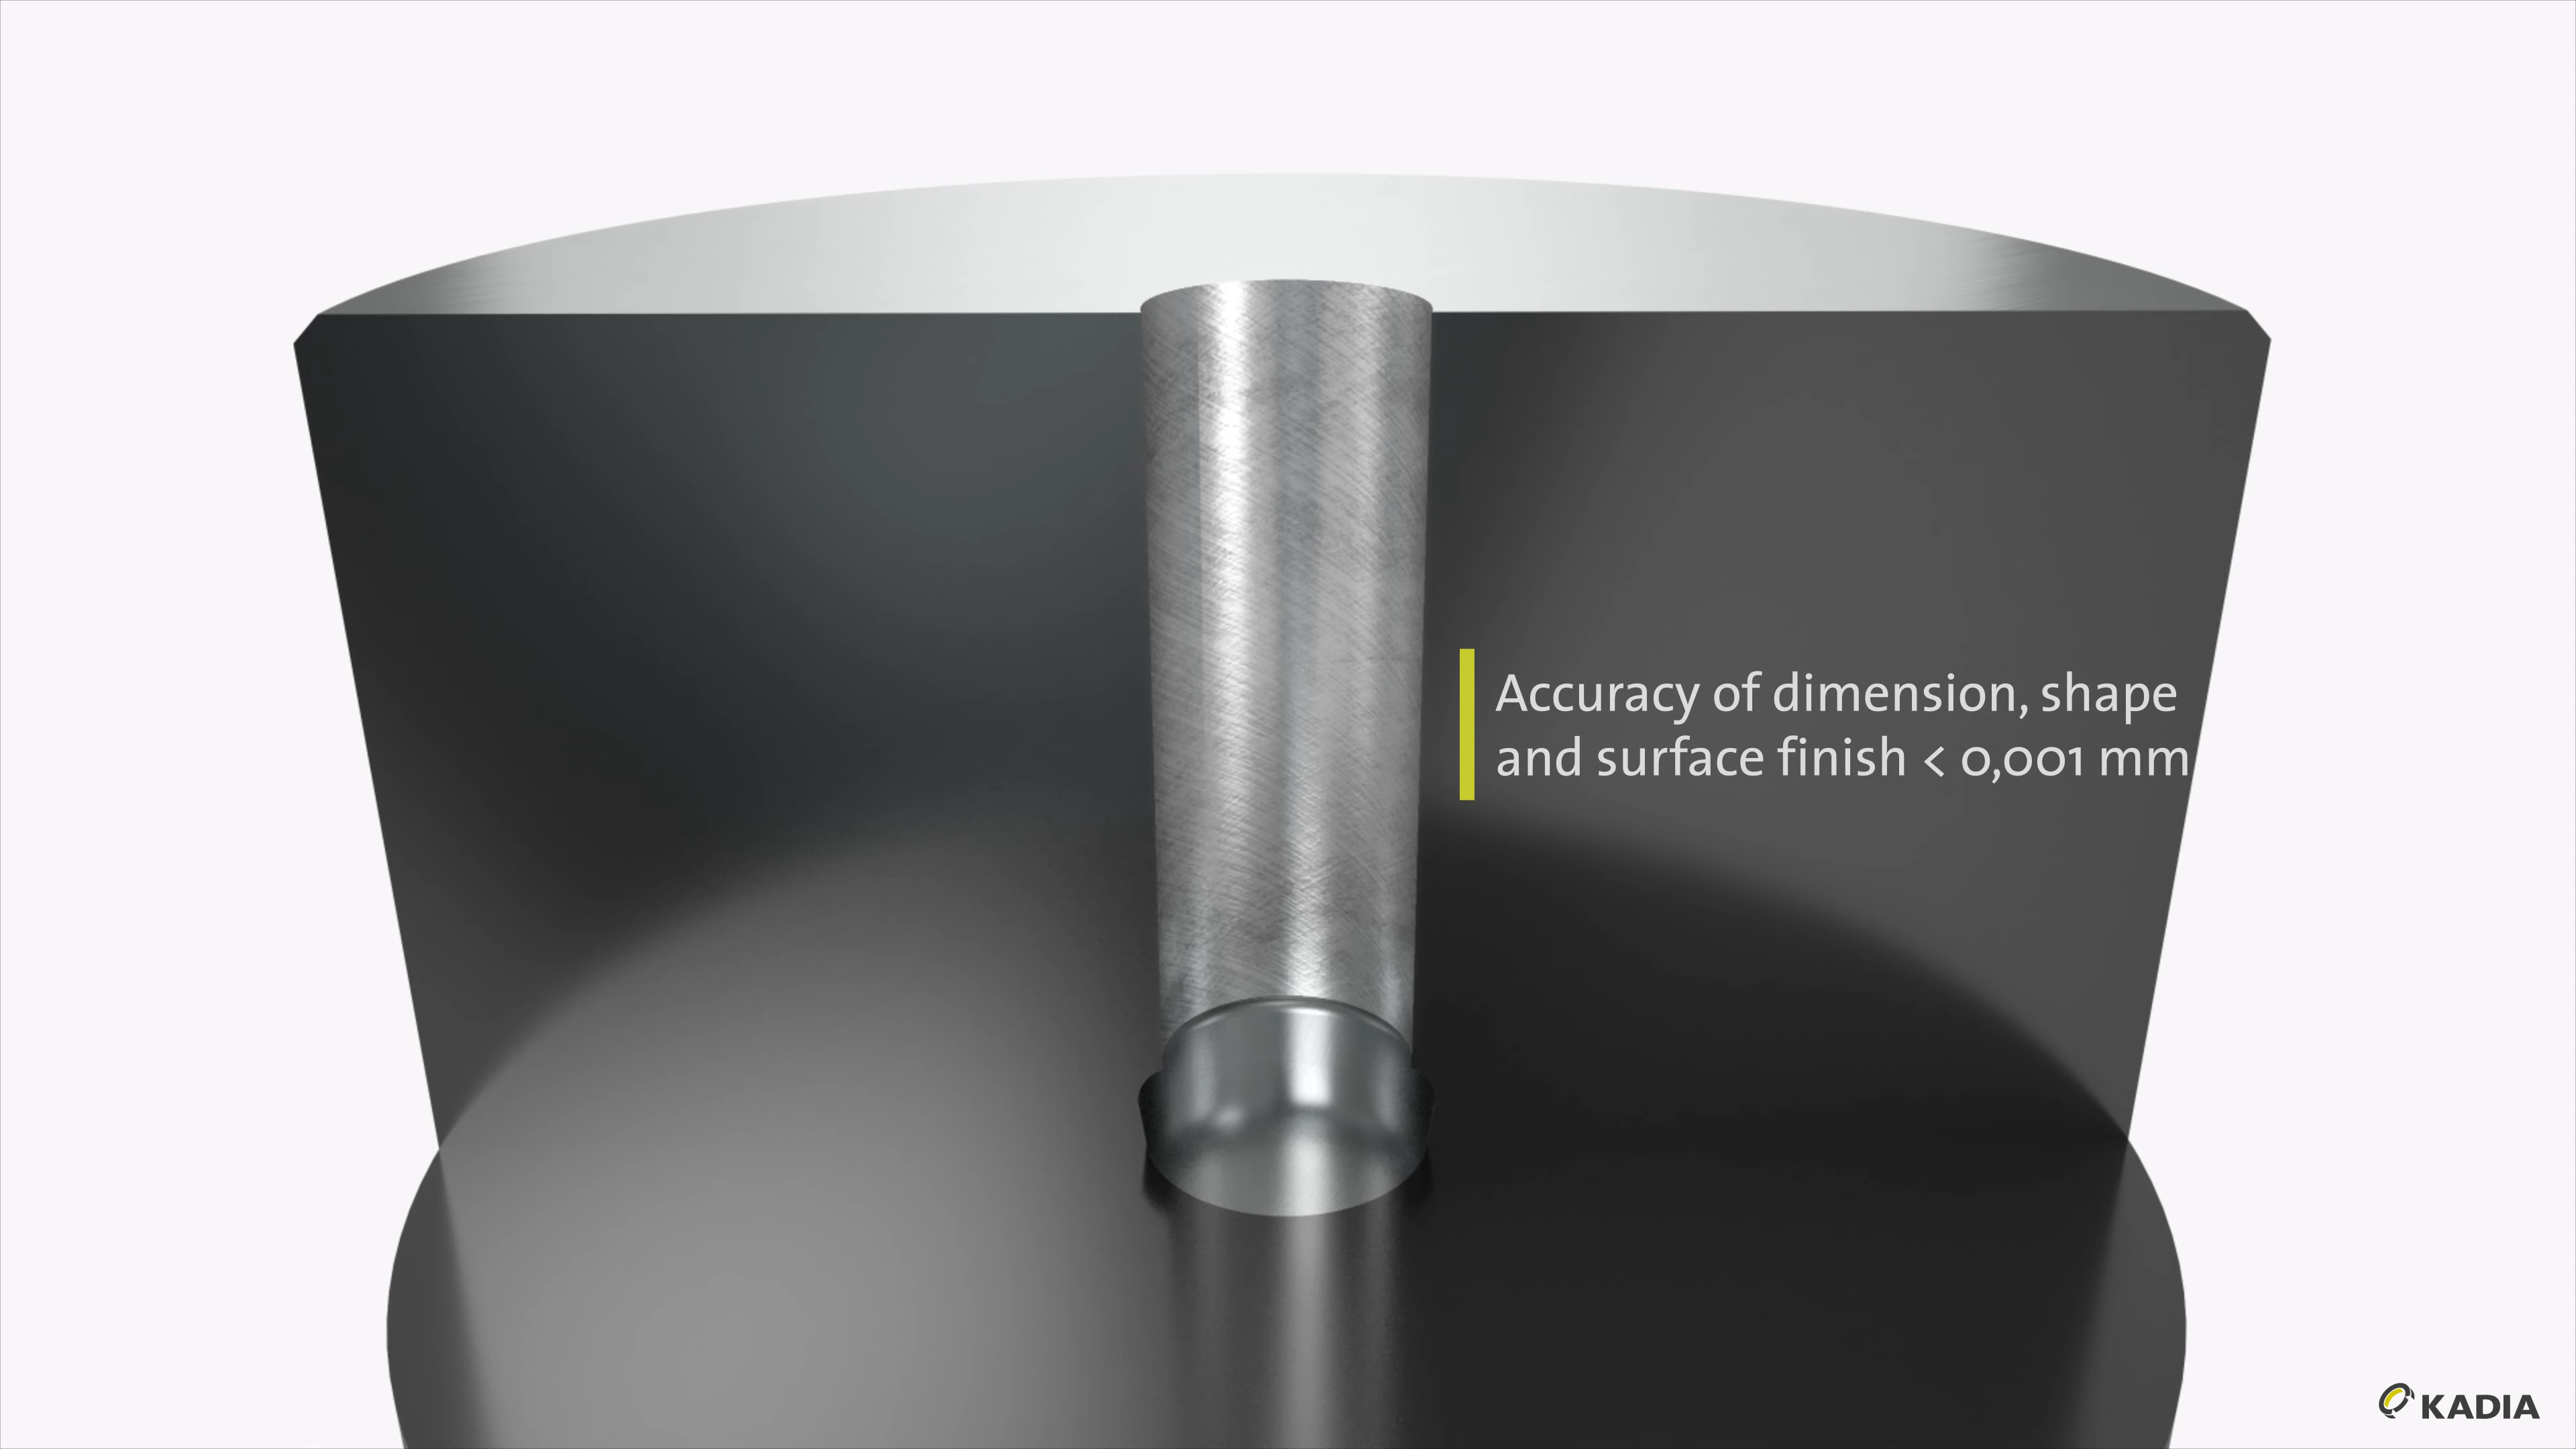 Accuracy of dimension, shape
and surface finish < 0,001 mm
KADIA